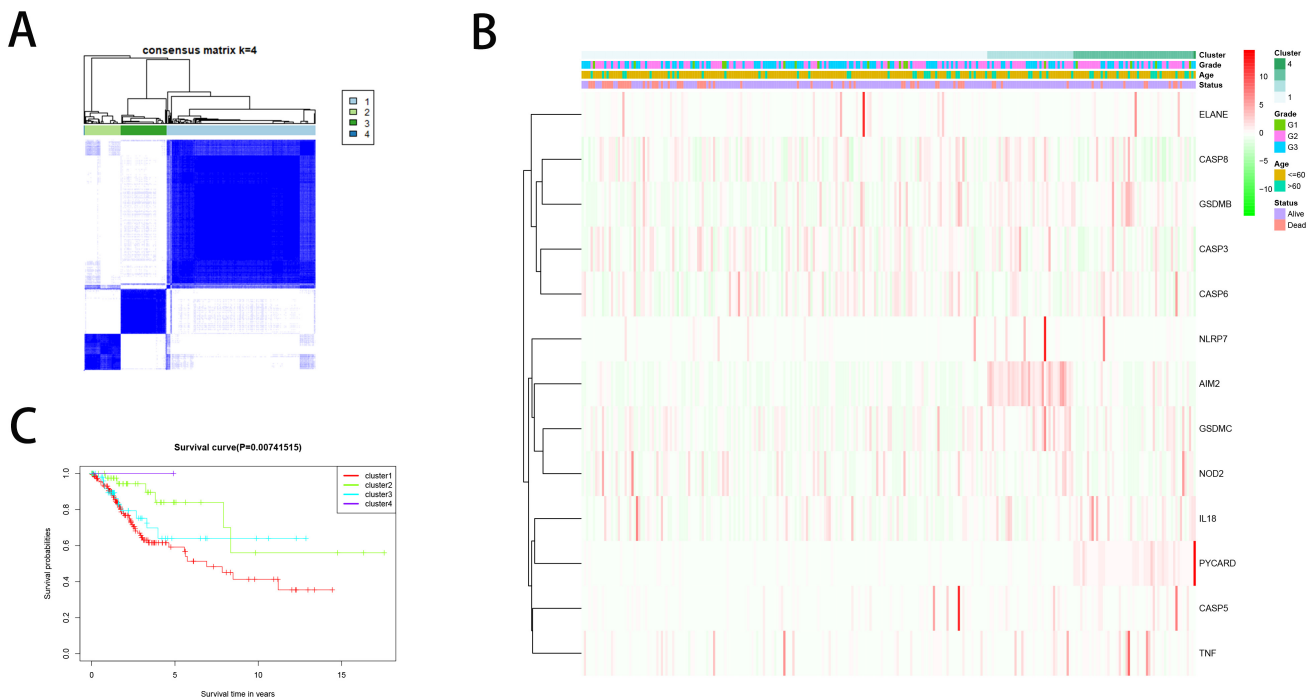 A
consensus matrix k=4
1
2
3
4
B
Cluster
Grade
Age
Status
ELANE
CASP8
GSDMB
CASP3
CASP6
NLRP7
AIM2
GSDMC
NOD2
IL18
PYCARD
CASP5
TNF
10
5
0
−5
−10
Cluster
4
1
Grade
G1
G2
G3
Age
<=60
>60
Status
Alive
Dead
C
Survival curve(P=0.00741515)
cluster1
cluster2
cluster3
cluster4
Survival probabilities
1.0
0.8
0.6
0.4
0.2
0.0
0
5
10
15
Survival time in years